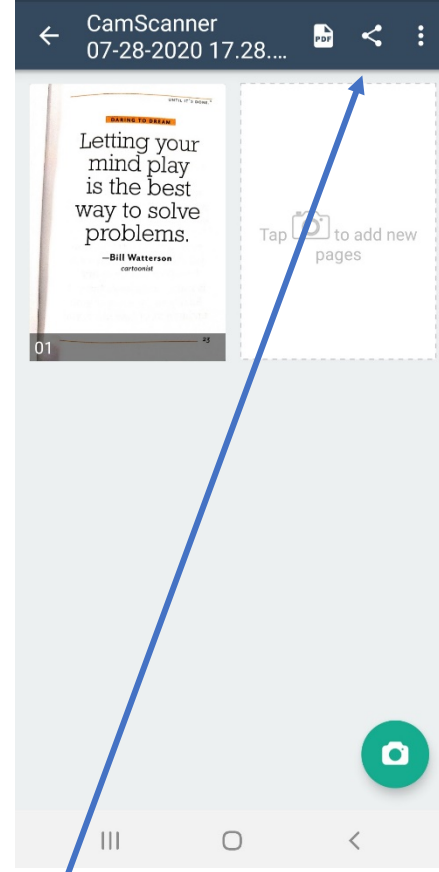 CamScanner
07-28-2020 17.28....
PDF
UNTIL IT'S DONE."
DARING TO DREAM
Letting your
mind play
is the best
way to solve
problems.
—Bill Watterson
cartoonist
23
01
Tap to add new
pages